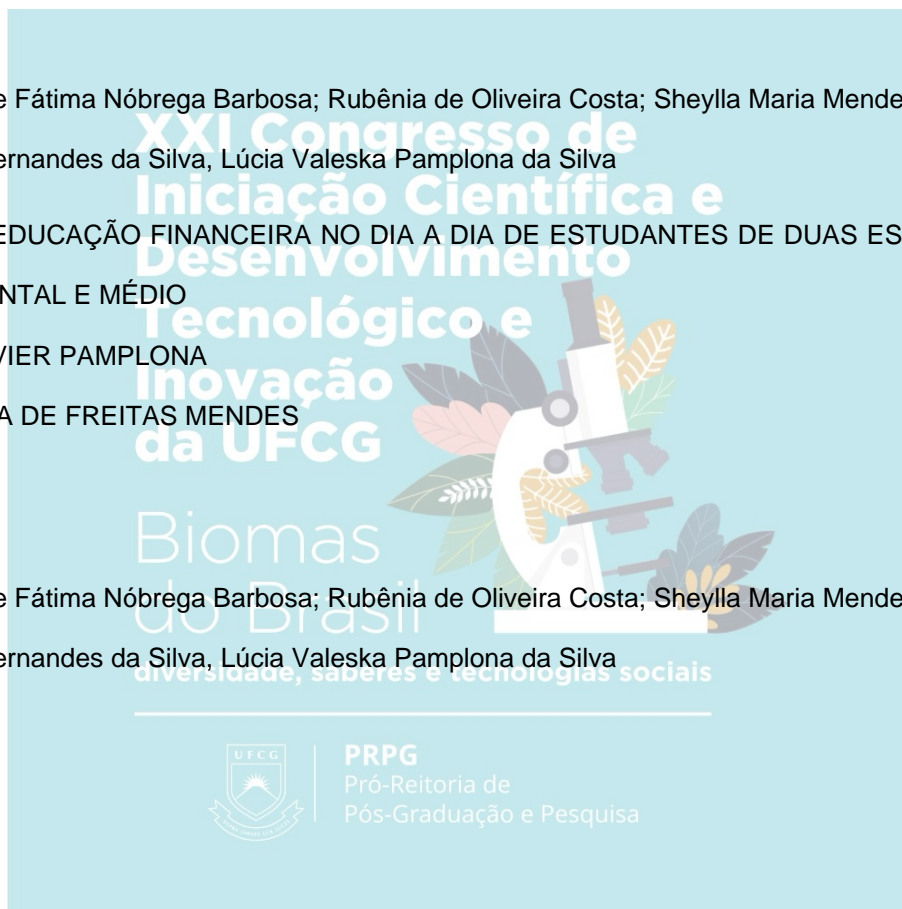 e Fátima Nóbrega Barbosa; Rubênia de Oliveira Costa; Sheylla Maria Mende
XXI Congresso de
ernandes da Silva, Lúcia Valeska Pamplona da Silva
Iniciação Científica e
EDUCAÇÃO FINANCEIRA NO DIA A DIA DE ESTUDANTES DE DUAS ES
Desenvolvimento
NTAL E MÉDIO
Tecnológico e
VIER PAMPLONA
Inovação
A DE FREITAS MENDES
da UFCG
Biomas
e Fátima Nóbrega Barbosa; Rubênia de Oliveira Costa; Sheylla Maria Mende
do Brasil
ernandes da Silva, Lúcia Valeska Pamplona da Silva
diversidade, saberes e tecnologias sociais
UFCG
PRPG
Pró-Reitoria de
Pós-Graduação e Pesquisa